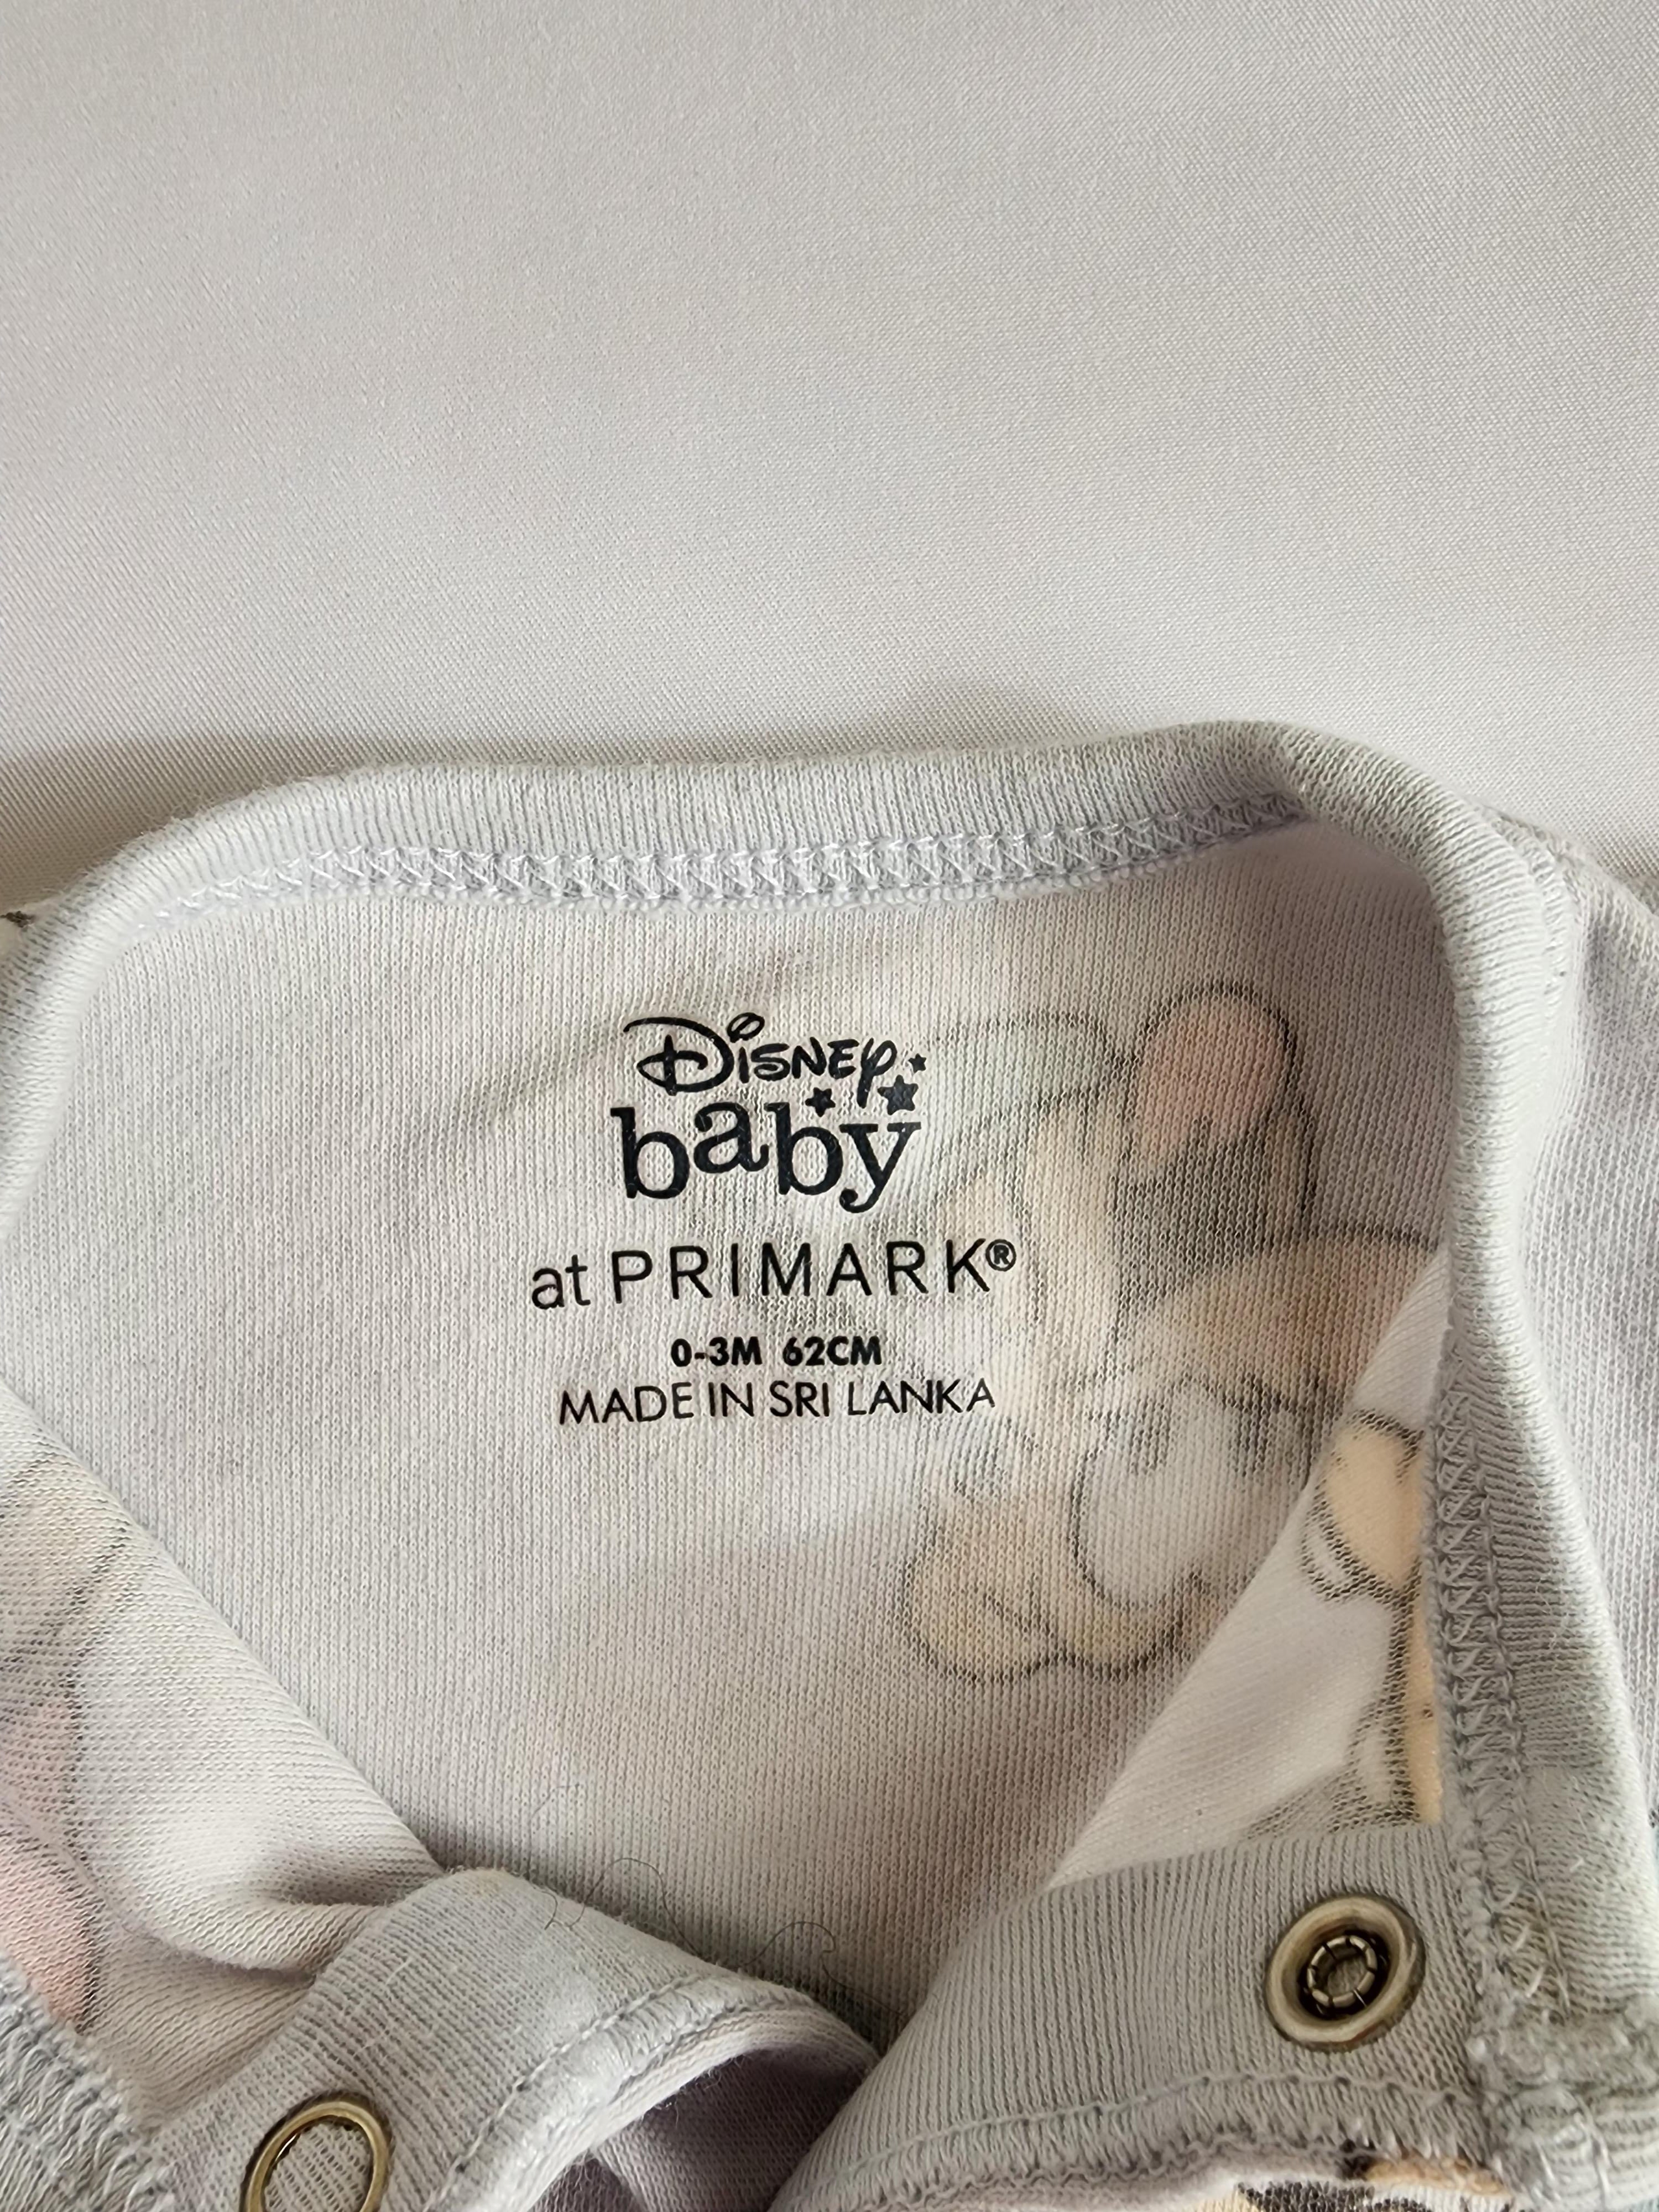 Disney
baby
at PRIMARK®
0-3M 62CM
MADE IN SRI LANKA